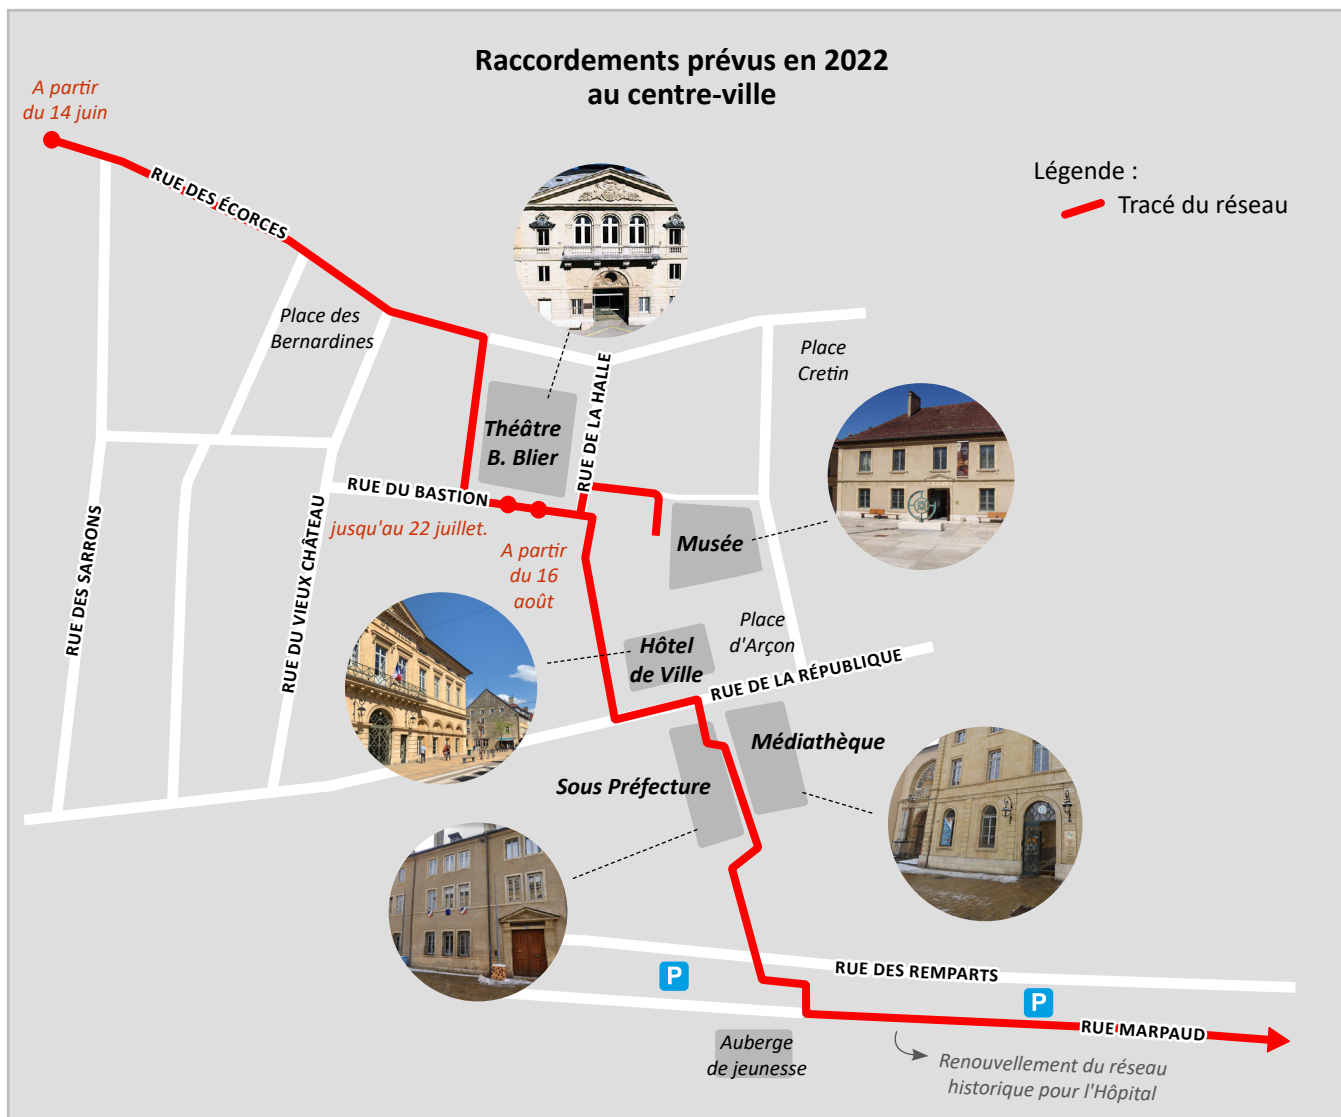 Raccordements prévus en 2022
au centre-ville
A partir
du 14 juin
Légende :
Tracé du réseau
RUE DES ÉCORCES
Place des
Bernardines
Place
Cretin
RUE DE LA HALLE
Théâtre
B. Blier
RUE DU BASTION
jusqu'au 22 juillet.
A partir
du 16
août
Musée
RUE DES SARRONS
RUE DU VIEUX CHÂTEAU
Place
d'Arçon
Hôtel
de Ville
RUE DE LA RÉPUBLIQUE
Médiathèque
Sous Préfecture
RUE DES REMPARTS
P
P
RUE MARPAUD
Auberge
de jeunesse
Renouvellement du réseau
historique pour l'Hôpital